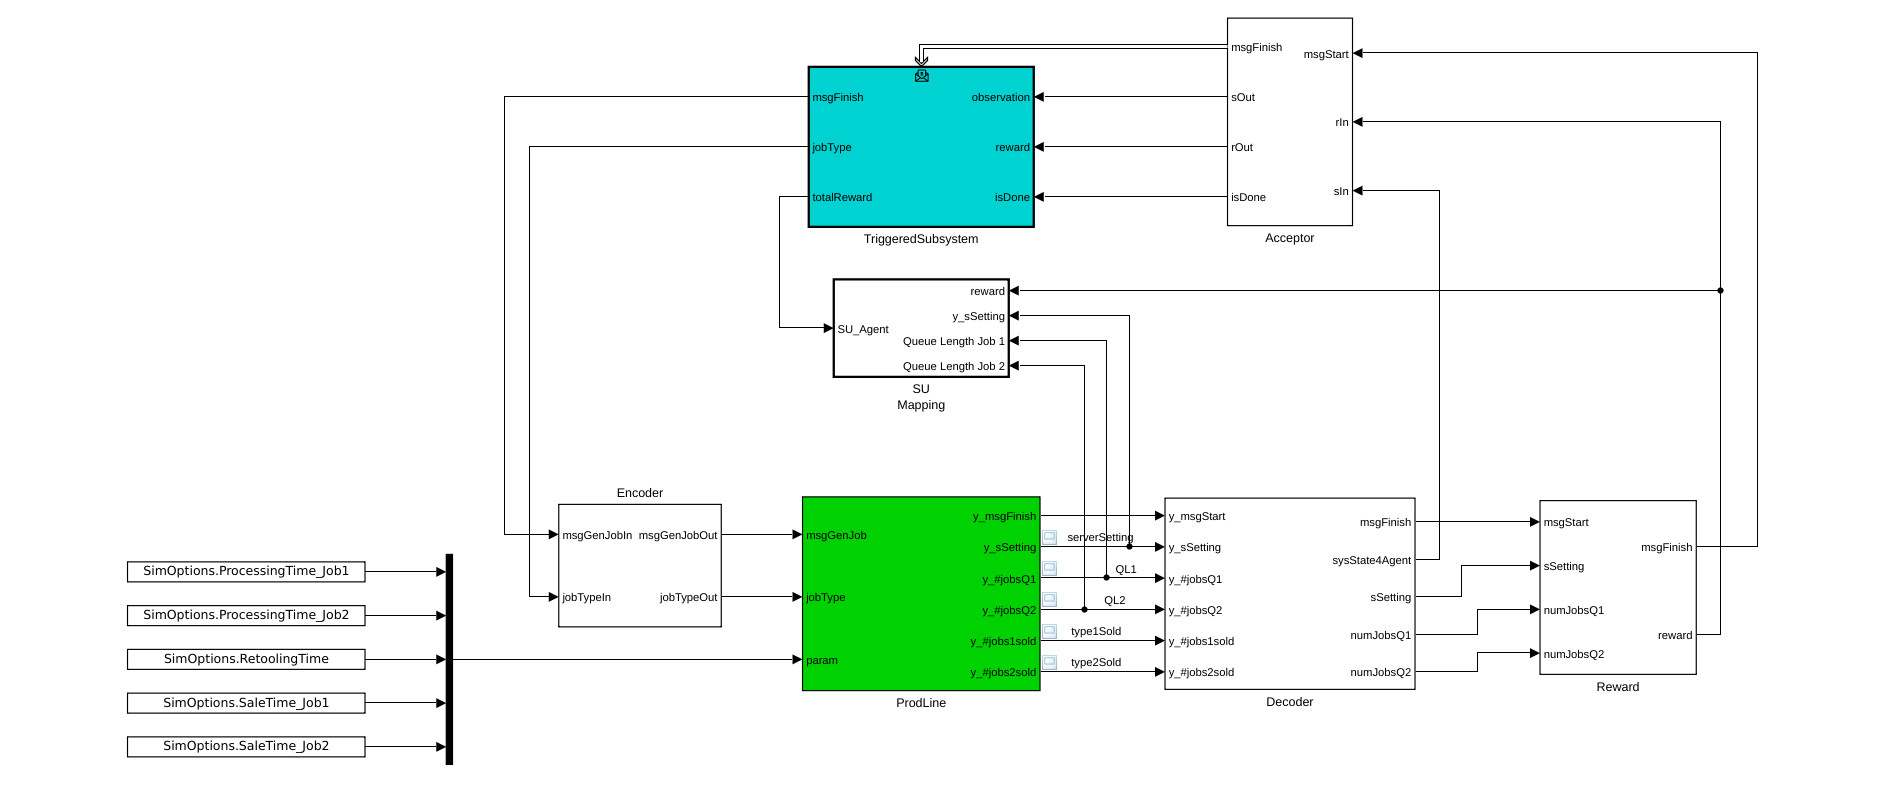 msgFinish
msgStart
sOut
rIn
rOut
sIn
isDone
Acceptor
msgFinish
observation
jobType
reward
totalReward
isDone
TriggeredSubsystem
reward
y_sSetting
SU_Agent
Queue Length Job 1
Queue Length Job 2
SU
Mapping
Encoder
msgGenJobIn msgGenJobOut
jobTypeIn jobTypeOut
SimOptions.ProcessingTime_Job1
SimOptions.ProcessingTime_Job2
SimOptions.RetoolingTime
SimOptions.SaleTime_Job1
SimOptions.SaleTime_Job2
msgGenJob
jobType
param
y_msgFinish
y_sSetting
y_#jobsQ1
y_#jobsQ2
y_#jobs1sold
y_#jobs2sold
ProdLine
serverSetting
QL1
QL2
type1Sold
type2Sold
y_msgStart
y_sSetting
y_#jobsQ1
y_#jobsQ2
y_#jobs1sold
y_#jobs2sold
msgFinish
sysState4Agent
sSetting
numJobsQ1
numJobsQ2
Decoder
msgStart
sSetting
numJobsQ1
numJobsQ2
msgFinish
reward
Reward